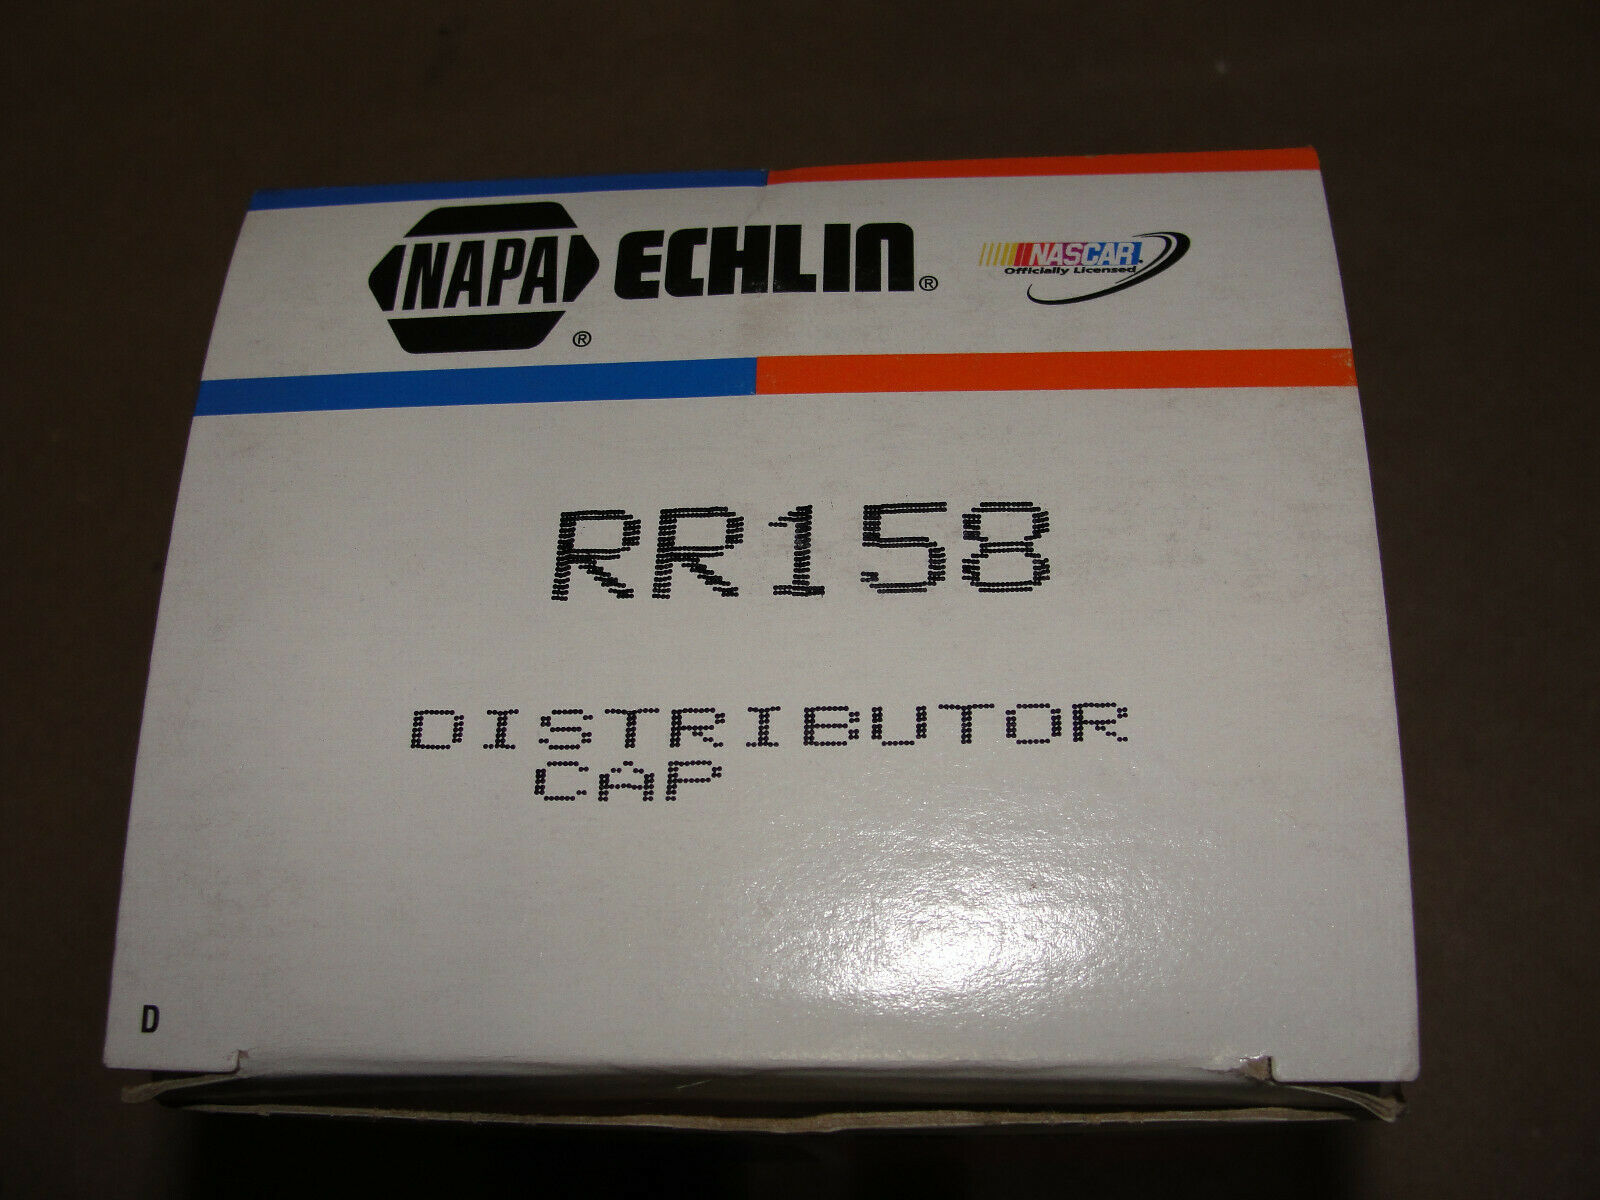 NAPA® ECHLIN® NASCAR
Officially Licensed
RR158
DISTRIBUTOR
CAP
D